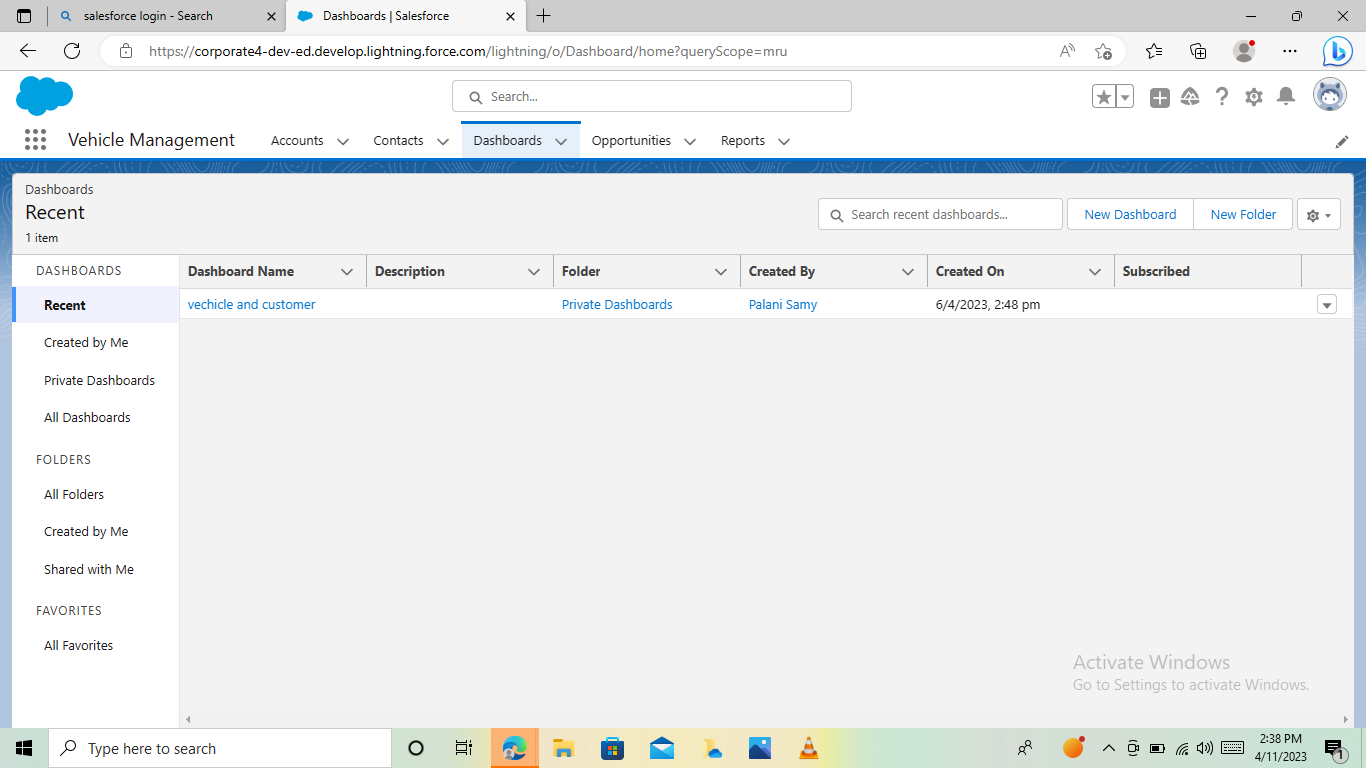 salesforce login - Search
Dashboards | Salesforce
https://corporate4-dev-ed.develop.lightning.force.com/lightning/o/Dashboard/home?queryScope=mru
Search...
Vehicle Management
Accounts
Contacts
Dashboards
Opportunities
Reports
Dashboards
Recent
1 item
Search recent dashboards...
New Dashboard
New Folder
DASHBOARDS
Recent
Created by Me
Private Dashboards
All Dashboards
FOLDERS
All Folders
Created by Me
Shared with Me
FAVORITES
All Favorites
Dashboard Name
Description
Folder
Created By
Created On
Subscribed
vechicle and customer
Private Dashboards
Palani Samy
6/4/2023, 2:48 pm
Activate Windows
Go to Settings to activate Windows.
Type here to search
2:38 PM
4/11/2023
1